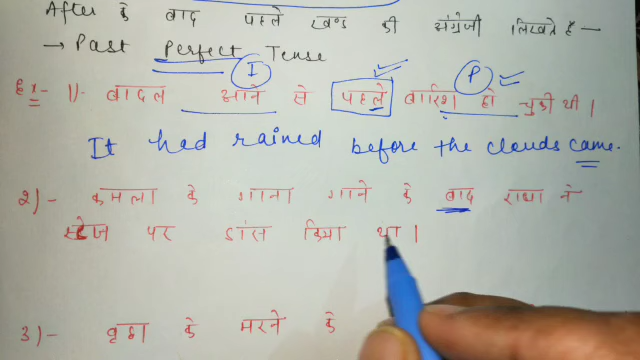 After के बाद पहले खण्ड की अंग्रेजी लिखते हैं —
→ Past Perfect Tense
I P
Ex- 1)- बादल आने से पहले बारिश हो चुकी थी |
It had rained before the clouds came.
2)- कमला के गाना गाने के बाद राधा ने
स्टेज पर डांस किया था |
3)- के मरने के